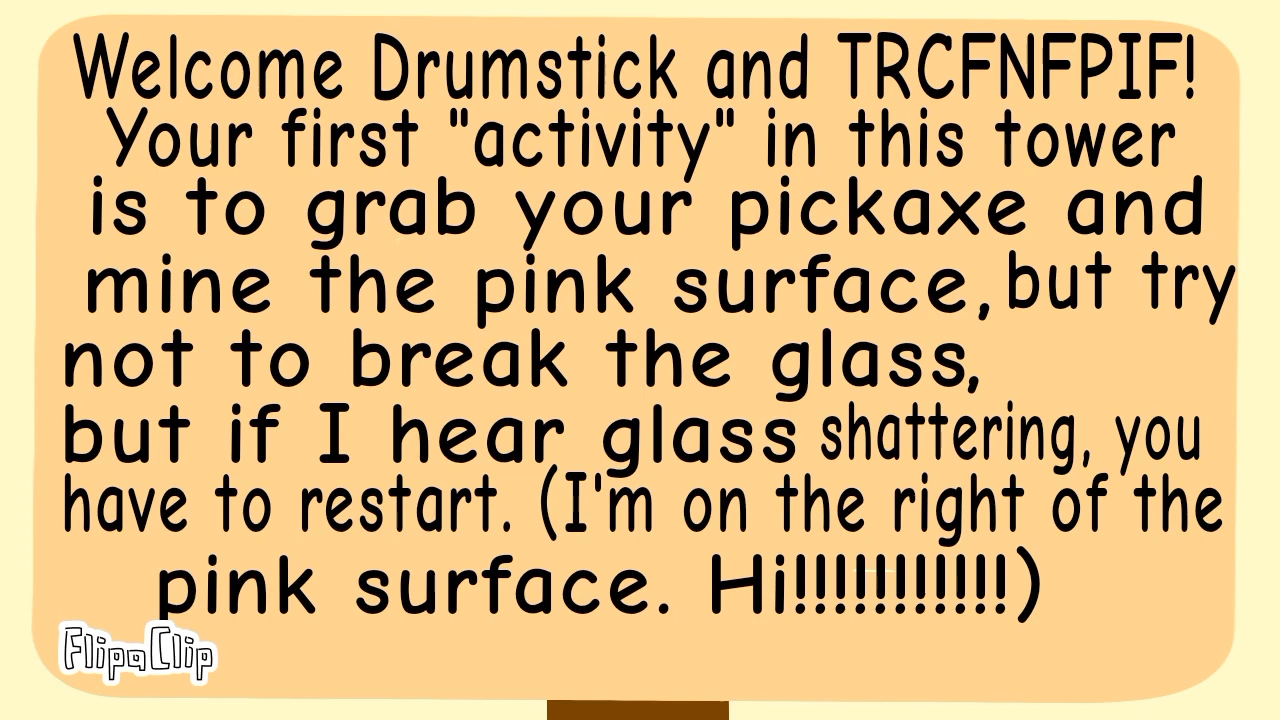 Welcome Drumstick and TRCFNFPIF!
Your first "activity" in this tower
is to grab your pickaxe and
mine the pink surface, but try
not to break the glass,
but if I hear glass shattering, you
have to restart. (I'm on the right of the
pink surface. Hi!!!!!!!!!!!)
FlipaClip